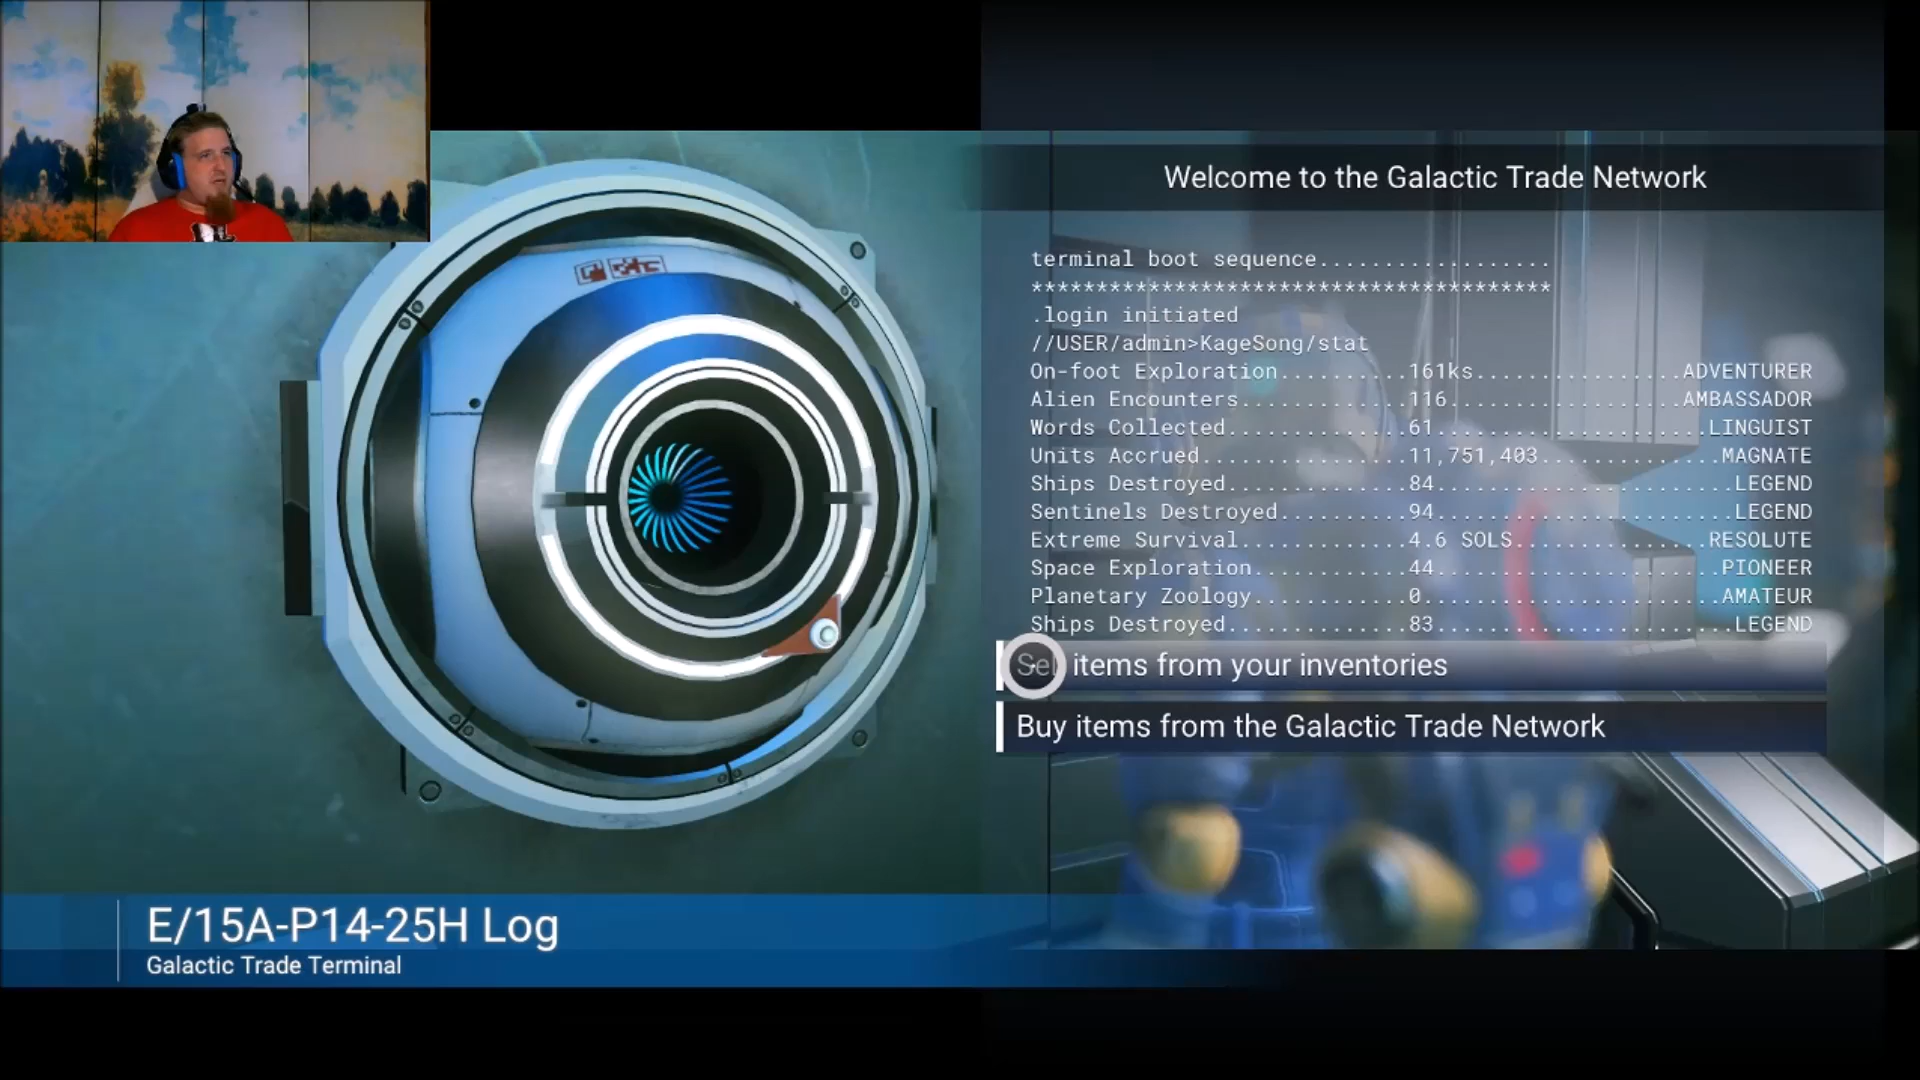 Welcome to the Galactic Trade Network
terminal boot sequence..................
****************************************
.login initiated
//USER/admin>KageSong/stat
On-foot Exploration..........161ks................ADVENTURER
Alien Encounters.............116..................AMBASSADOR
Words Collected..............61.....................LINGUIST
Units Accrued................11,751,403..............MAGNATE
Ships Destroyed..............84.......................LEGEND
Sentinels Destroyed..........94.......................LEGEND
Extreme Survival.............4.6 SOLS...............RESOLUTE
Space Exploration............44......................PIONEER
Planetary Zoology............0.......................AMATEUR
Ships Destroyed..............83.......................LEGEND
Sell items from your inventories
Buy items from the Galactic Trade Network
E/15A-P14-25H Log
Galactic Trade Terminal